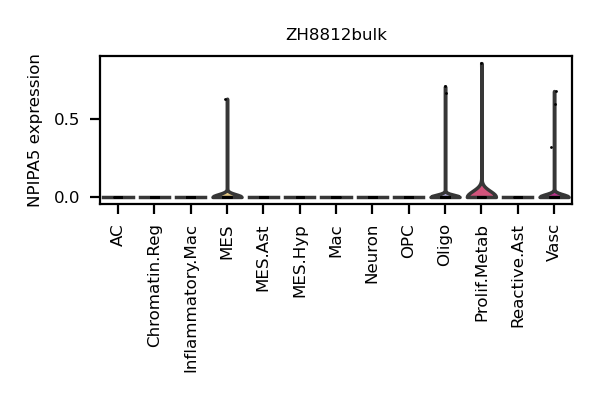 ZH8812bulk
NPIPA5 expression
0.5
0.0
AC
Chromatin.Reg
Inflammatory.Mac
MES
MES.Ast
MES.Hyp
Mac
Neuron
OPC
Oligo
Prolif.Metab
Reactive.Ast
Vasc